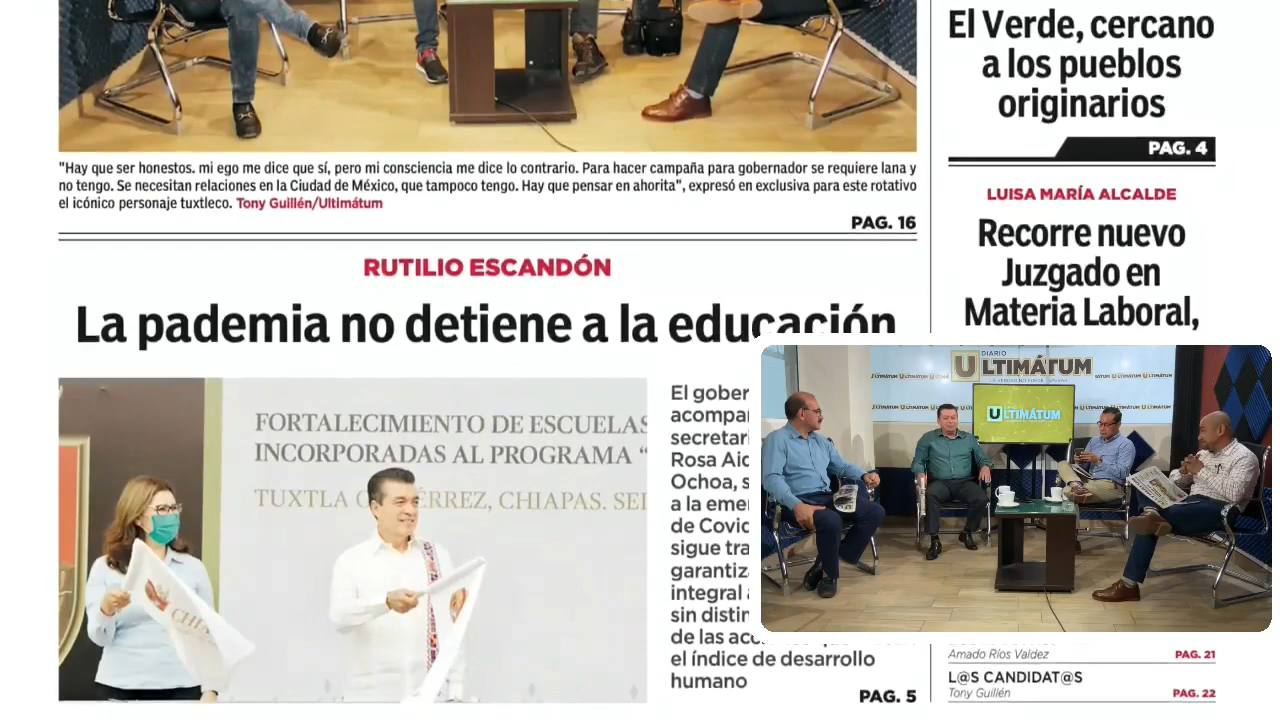 "Hay que ser honestos. mi ego me dice que sí, pero mi consciencia me dice lo contrario. Para hacer campaña para gobernador se requiere lana y
no tengo. Se necesitan relaciones en la Ciudad de México, que tampoco tengo. Hay que pensar en ahorita", expresó en exclusiva para este rotativo
el icónico personaje tuxtleco. Tony Guillén/Ultimátum
PAG. 16
RUTILIO ESCANDÓN
La pademia no detiene a la educación
FORTALECIMIENTO DE ESCUELAS
INCORPORADAS AL PROGRAMA "
TUXTLA GUTIÉRREZ, CHIAPAS. SE
El gober
acompa
secretar
Rosa Aid
Ochoa, s
a la eme
de Covid
sigue tra
garantiza
integral a
sin distin
de las acc
el índice de desarrollo
humano
PAG. 5
El Verde, cercano
a los pueblos
originarios
PAG. 4
LUISA MARÍA ALCALDE
Recorre nuevo
Juzgado en
Materia Laboral,
DIARIO
ULTIMÁTUM
ULTIMÁTUM
Amado Ríos Valdez
PAG. 21
L@S CANDIDAT@S
Tony Guillén
PAG. 22